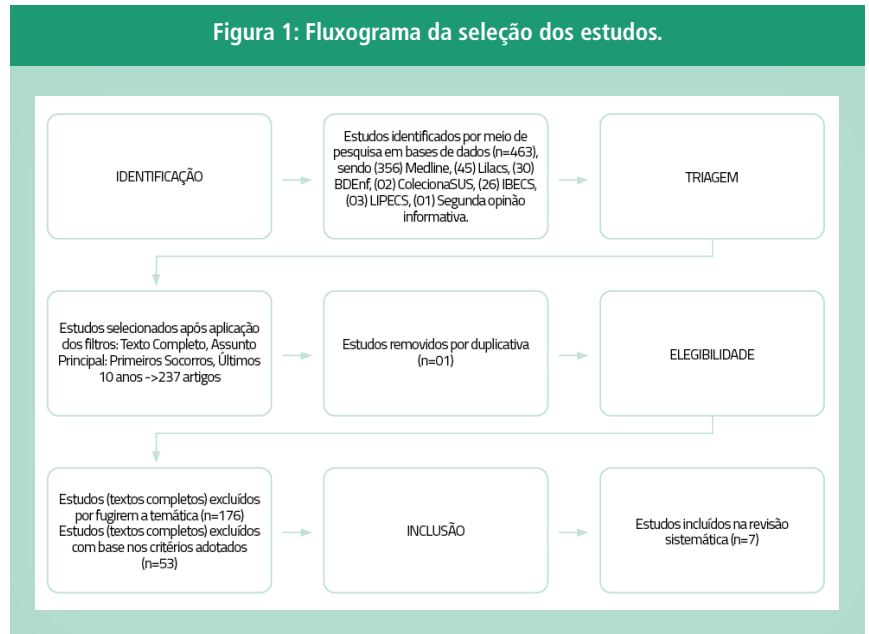 Figura 1: Fluxograma da seleção dos estudos.
IDENTIFICAÇÃO
Estudos identificados por meio de
pesquisa em bases de dados (n=463),
sendo (356) Medline, (45) Lilacs, (30)
BDEnf, (02) ColecionaSUS, (26) IBECS,
(03) LIPECS, (01) Segunda opinão
informativa.
TRIAGEM
Estudos selecionados após aplicação
dos filtros: Texto Completo, Assunto
Principal: Primeiros Socorros, Últimos
10 anos ->237 artigos
Estudos removidos por duplicativa
(n=01)
ELEGIBILIDADE
Estudos (textos completos) excluídos
por fugirem a temática (n=176)
Estudos (textos completos) excluídos
com base nos critérios adotados
(n=53)
INCLUSÃO
Estudos incluídos na revisão
sistemática (n=7)